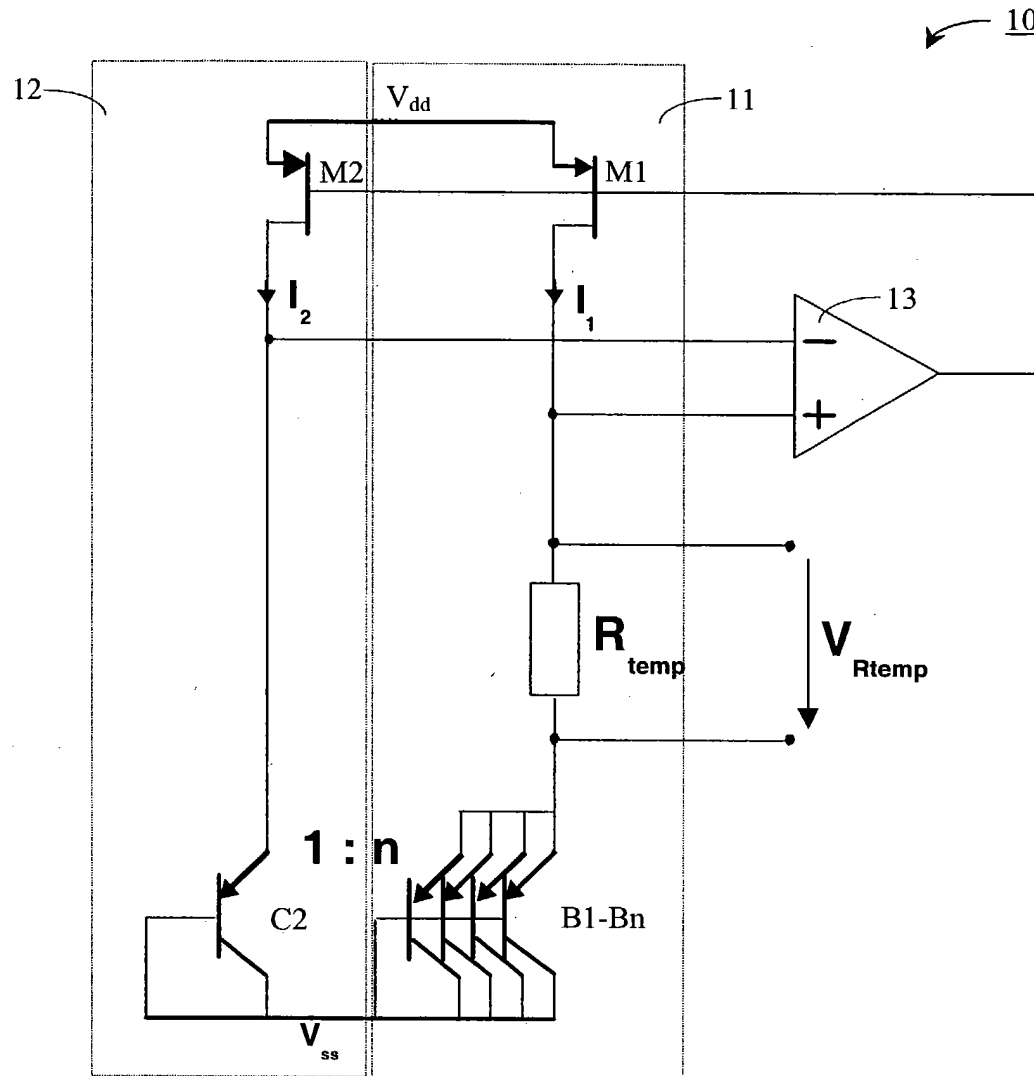 10
12
V_dd
11
M2
M1
I_2
I_1
13
−
+
R_temp
V_Rtemp
1 : n
C2
B1-Bn
V_ss